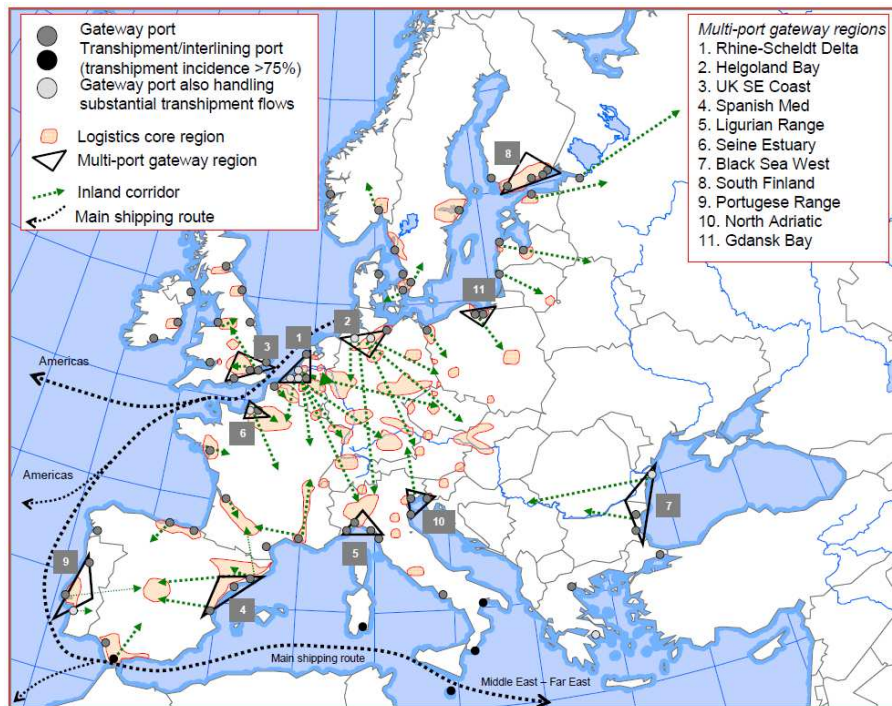 Gateway port
Transhipment/interlining port
(transhipment incidence >75%)
Gateway port also handling
substantial transhipment flows
Logistics core region
Multi-port gateway region
Inland corridor
Main shipping route
Multi-port gateway regions
1. Rhine-Scheldt Delta
2. Helgoland Bay
3. UK SE Coast
4. Spanish Med
5. Ligurian Range
6. Seine Estuary
7. Black Sea West
8. South Finland
9. Portugese Range
10. North Adriatic
11. Gdansk Bay
8
11
1
2
3
Americas
6
Americas
7
10
5
9
4
Main shipping route
Middle East – Far East